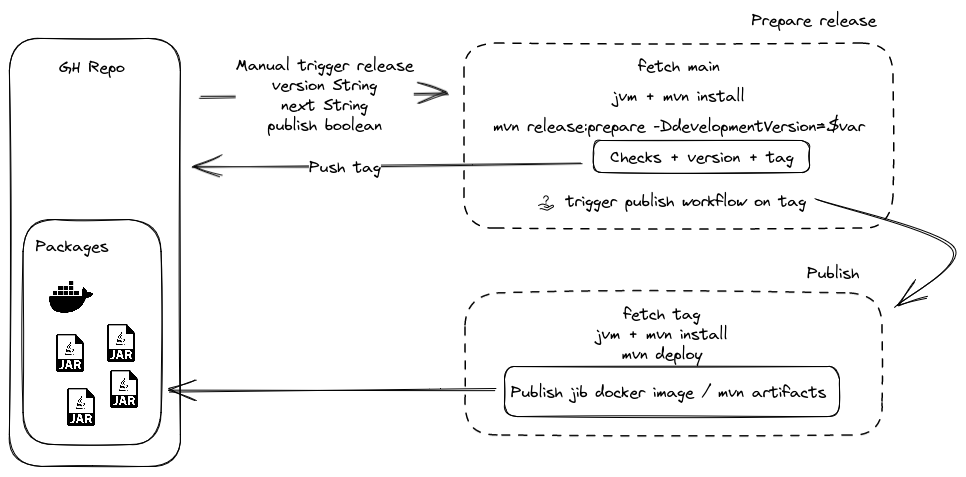 Prepare release
GH Repo
Manual trigger release
version String
next String
publish boolean
fetch main
jvm + mvn install
mvn release:prepare -DdevelopmentVersion=$var
Checks + version + tag
Push tag
trigger publish workflow on tag
Packages
Publish
fetch tag
jvm + mvn install
mvn deploy
Publish jib docker image / mvn artifacts
JAR
JAR
JAR
JAR